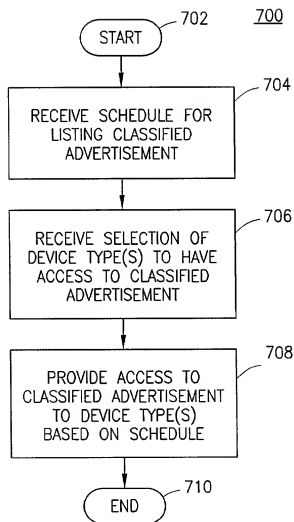 702
700
START
704
RECEIVE SCHEDULE FOR
LISTING CLASSIFIED
ADVERTISEMENT
706
RECEIVE SELECTION OF
DEVICE TYPE(S) TO HAVE
ACCESS TO CLASSIFIED
ADVERTISEMENT
708
PROVIDE ACCESS TO
CLASSIFIED ADVERTISEMENT
TO DEVICE TYPE(S)
BASED ON SCHEDULE
710
END